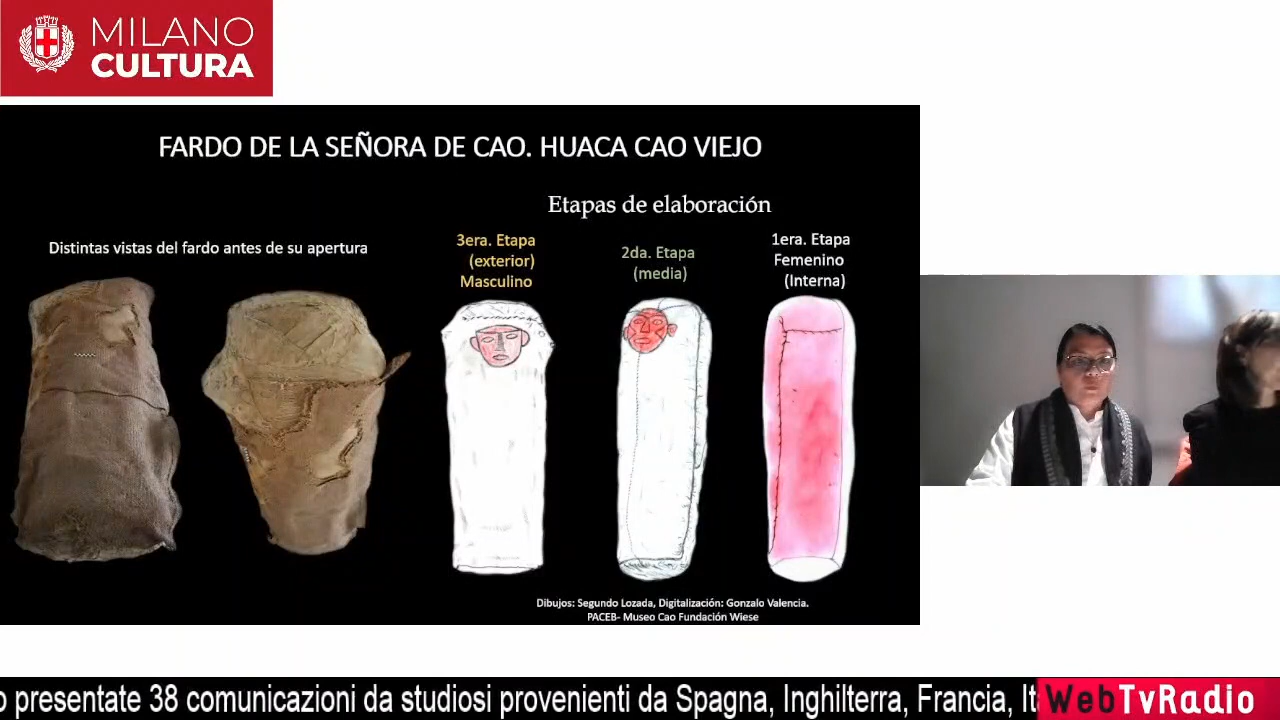 MILANO
CULTURA
FARDO DE LA SEÑORA DE CAO. HUACA CAO VIEJO
Etapas de elaboración
Distintas vistas del fardo antes de su apertura
3era. Etapa
(exterior)
Masculino
2da. Etapa
(media)
1era. Etapa
Femenino
(Interna)
Dibujos: Segundo Lozada, Digitalización: Gonzalo Valencia.
PACEB- Museo Cao Fundación Wiese
o presentate 38 comunicazioni da studiosi provenienti da Spagna, Inghilterra, Francia, It
WebTvRadio